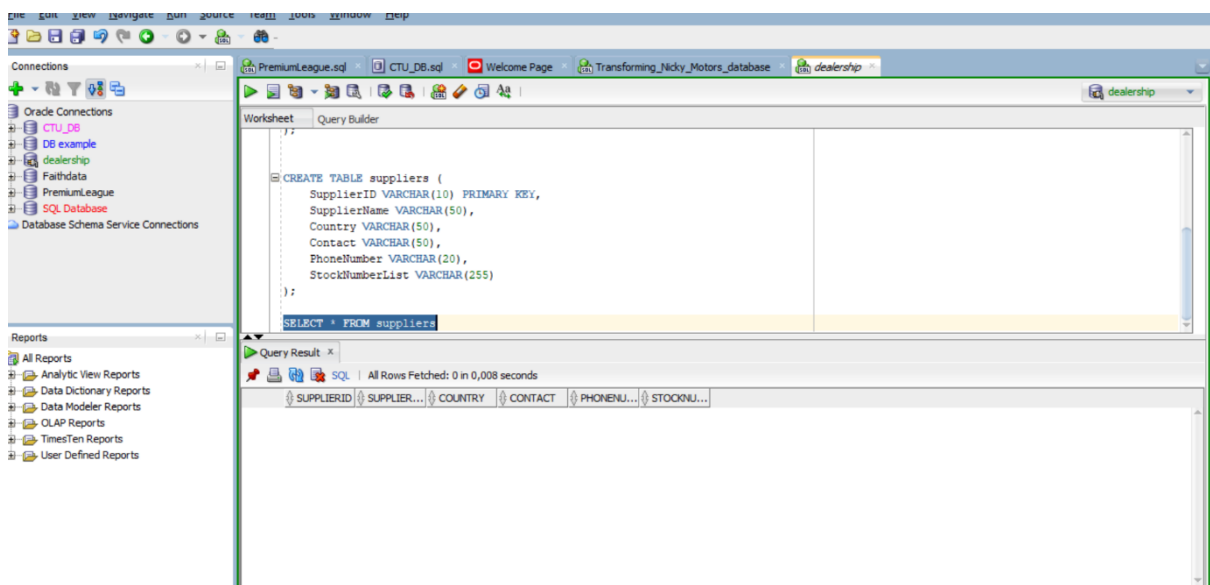 File Edit View Navigate Run Source Team Tools Window Help
Connections
Oracle Connections
CTU_DB
DB example
dealership
Faithdata
PremiumLeague
SQL Database
Database Schema Service Connections
Reports
All Reports
Analytic View Reports
Data Dictionary Reports
Data Modeler Reports
OLAP Reports
TimesTen Reports
User Defined Reports
PremiumLeague.sql CTU_DB.sql Welcome Page Transforming_Nicky_Motors_database dealership
dealership
Worksheet Query Builder
);
CREATE TABLE suppliers (
SupplierID VARCHAR(10) PRIMARY KEY,
SupplierName VARCHAR(50),
Country VARCHAR(50),
Contact VARCHAR(50),
PhoneNumber VARCHAR(20),
StockNumberList VARCHAR(255)
);
SELECT * FROM suppliers
Query Result
SQL | All Rows Fetched: 0 in 0,008 seconds
SUPPLIERID SUPPLIER... COUNTRY CONTACT PHONENU... STOCKNU...